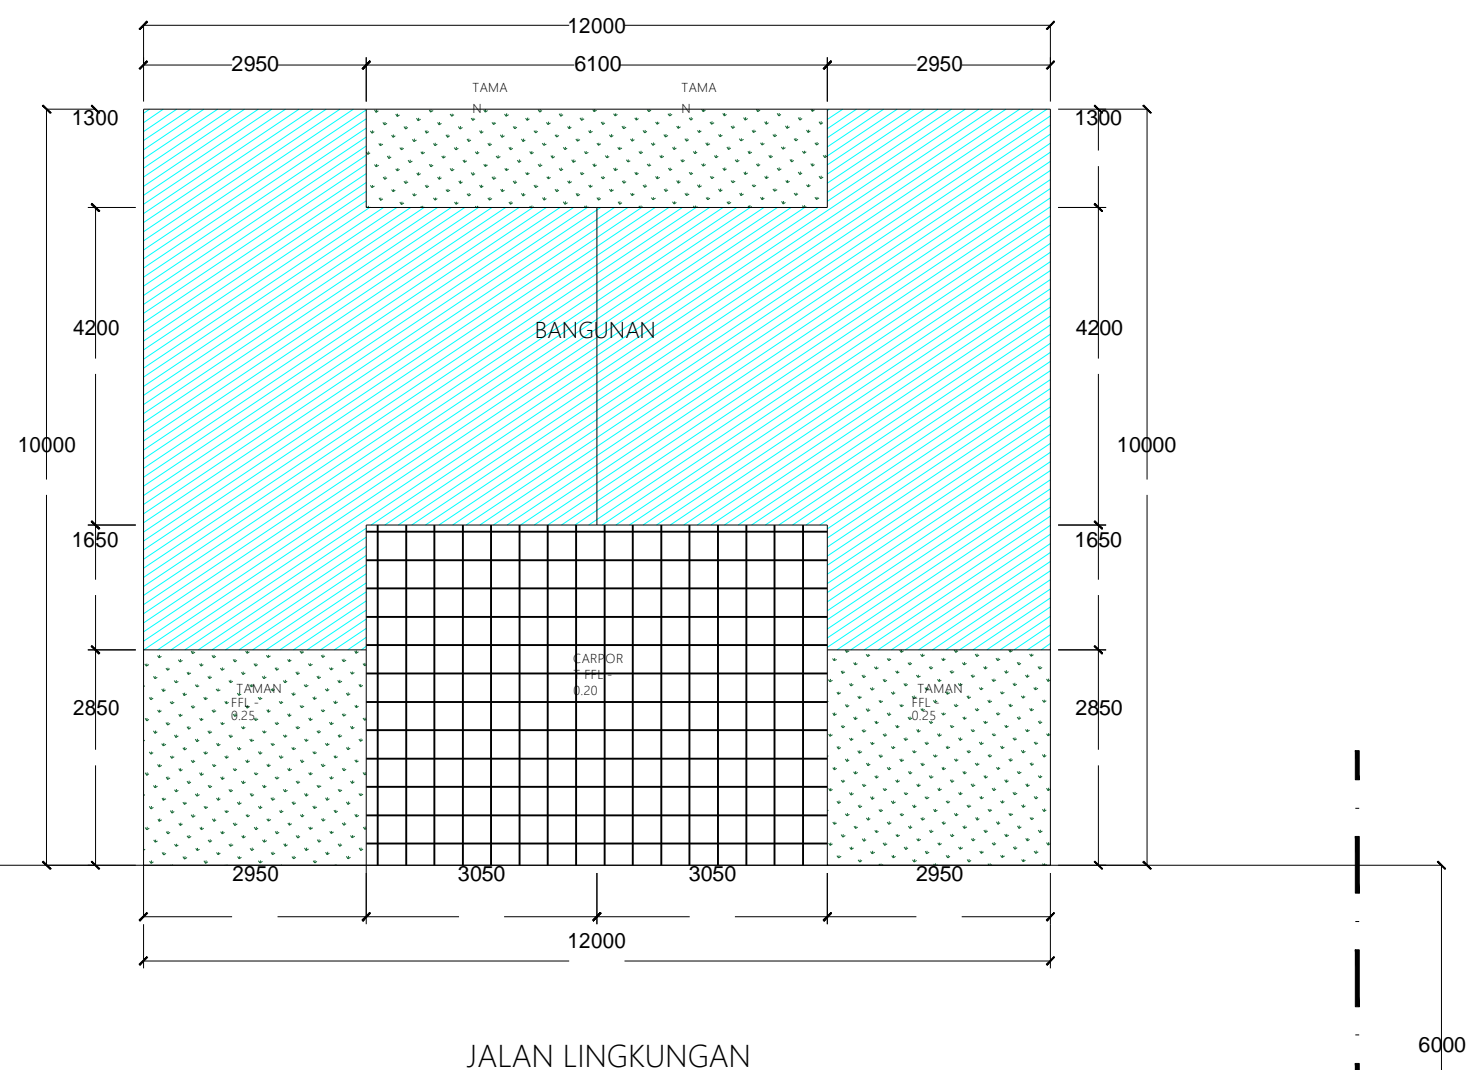 12000
2950
6100
2950
TAMA
N
TAMA
N
1300
1300
4200
BANGUNAN
4200
10000
10000
1650
1650
CARPOR
T FFL -
0.20
TAMAN
FFL -
0.25
TAMAN
FFL -
0.25
2850
2850
2950
3050
3050
2950
12000
JALAN LINGKUNGAN
6000